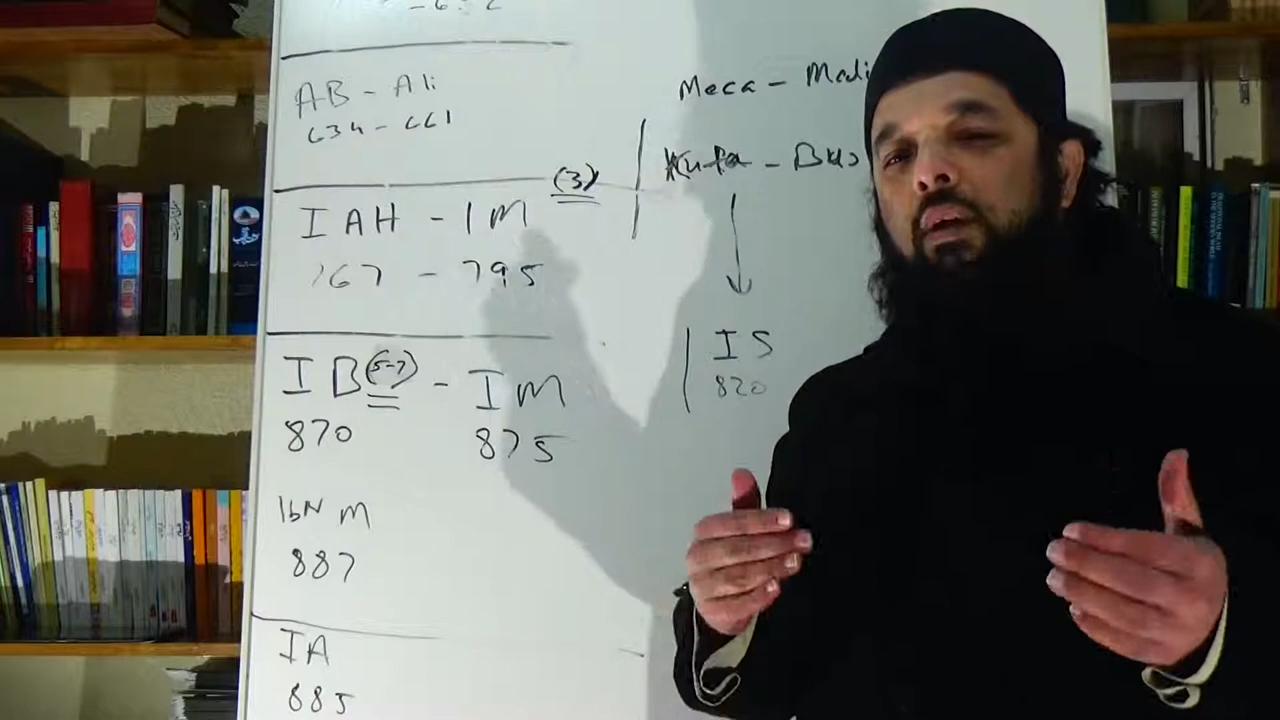 - 632
AB - Ali
634 - 661
IAH - IM (3)
767 - 795
IB (5-7) - IM
870 875
IbN M
887
IA
885
Meca - Madi
Kufa - Bus
IS
820